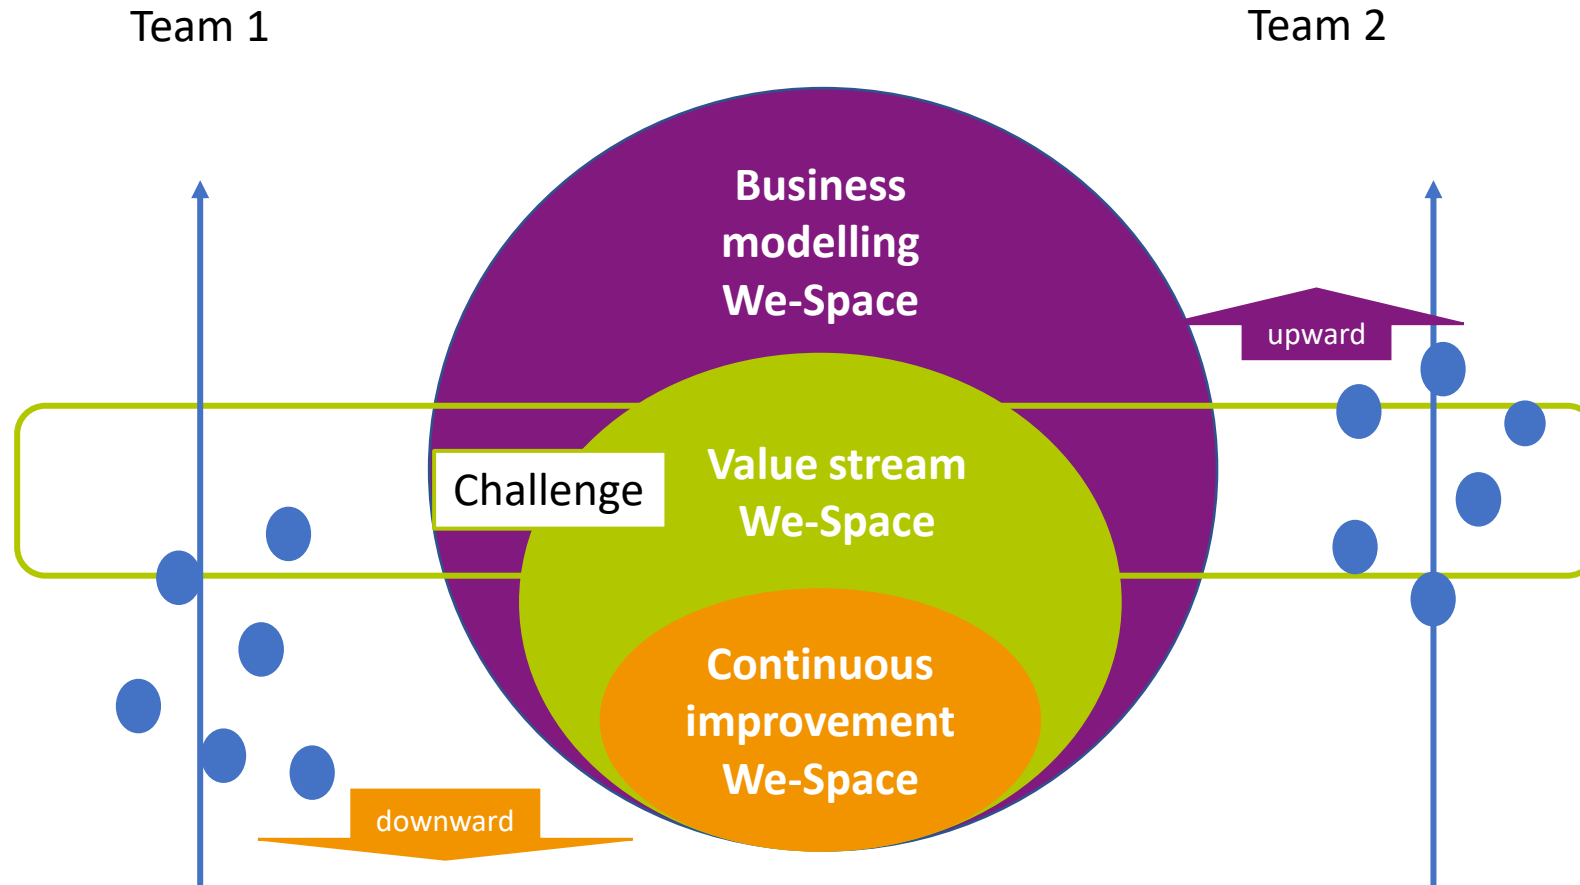 Team 1
Team 2
Business
modelling
We-Space
upward
Challenge
Value stream
We-Space
Continuous
improvement
We-Space
downward